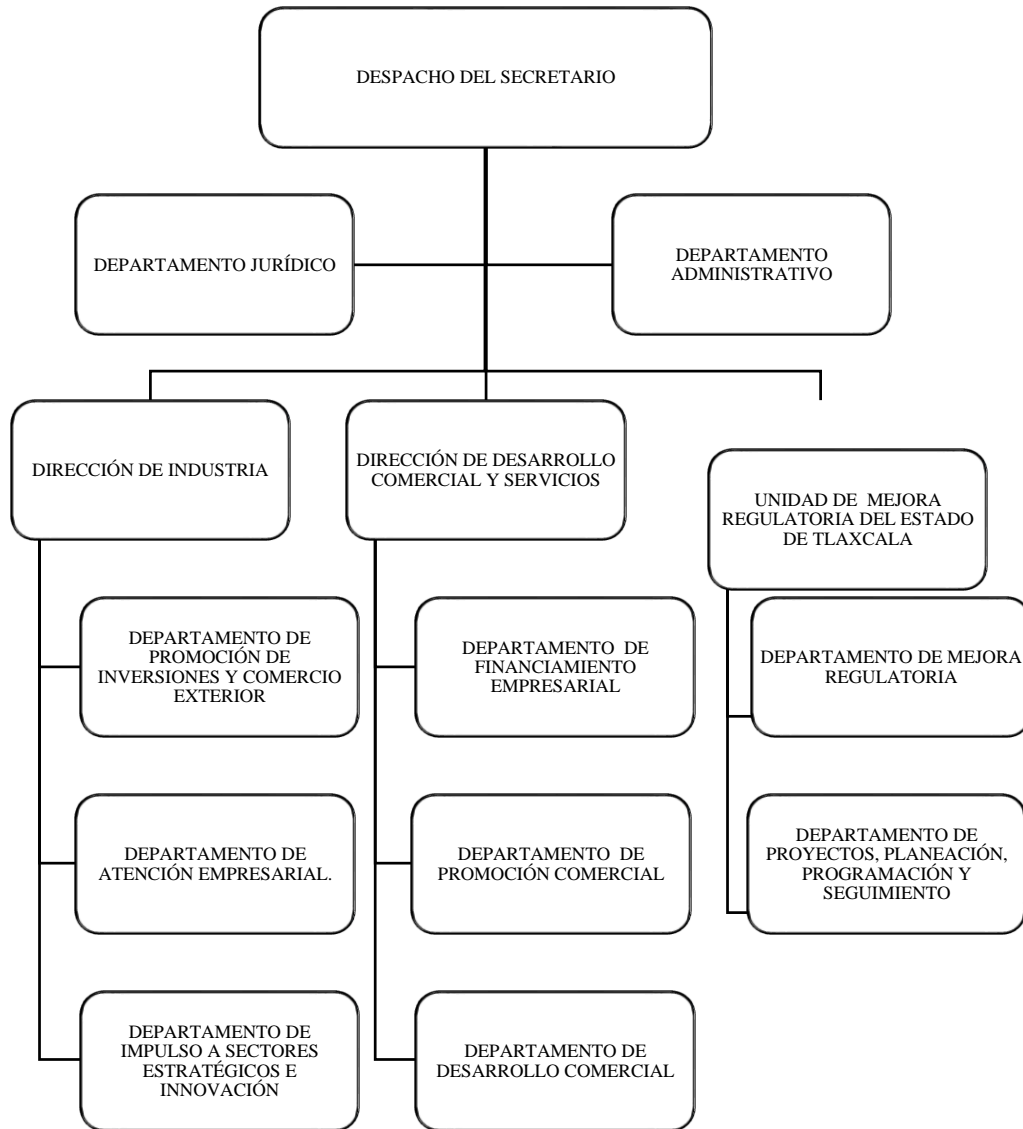 DESPACHO DEL SECRETARIO
DEPARTAMENTO JURÍDICO
DEPARTAMENTO
ADMINISTRATIVO
DIRECCIÓN DE INDUSTRIA
DIRECCIÓN DE DESARROLLO
COMERCIAL Y SERVICIOS
UNIDAD DE  MEJORA
REGULATORIA DEL ESTADO
DE TLAXCALA
DEPARTAMENTO DE
PROMOCIÓN DE
INVERSIONES Y COMERCIO
EXTERIOR
DEPARTAMENTO  DE
FINANCIAMIENTO
EMPRESARIAL
DEPARTAMENTO DE MEJORA
REGULATORIA
DEPARTAMENTO DE
ATENCIÓN EMPRESARIAL.
DEPARTAMENTO  DE
PROMOCIÓN COMERCIAL
DEPARTAMENTO DE
PROYECTOS, PLANEACIÓN,
PROGRAMACIÓN Y
SEGUIMIENTO
DEPARTAMENTO DE
IMPULSO A SECTORES
ESTRATÉGICOS E
INNOVACIÓN
DEPARTAMENTO DE
DESARROLLO COMERCIAL